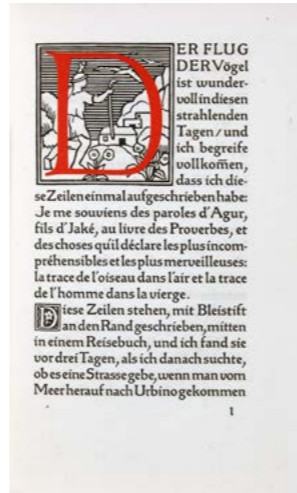 DER FLUG
DER Vögel
ist wunder-
voll in diesen
strahlenden
Tagen/und
ich begreife
vollkom̄en,
dass ich die-
se Zeilen einmal aufgeschrieben habe:
Je me souviens des paroles d'Agur,
fils d'Jaké, au livre des Proverbes, et
des choses qu'il déclare les plus incom-
préhensibles et les plus merveilleuses:
la trace de l'oiseau dans l'air et la trace
de l'homme dans la vierge.
Diese Zeilen stehen, mit Bleistift
an den Rand geschrieben, mitten
in einem Reisebuch, und ich fand sie
vor drei Tagen, als ich danach suchte,
ob es eine Strasse gebe, wenn man vom
Meer herauf nach Urbino gekommen
1